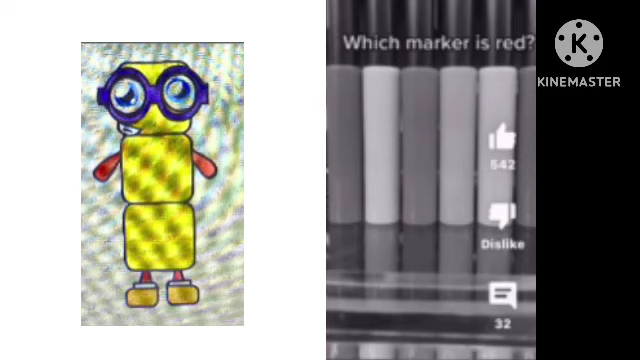 Which marker is red?
KINEMASTER
542
Dislike
32